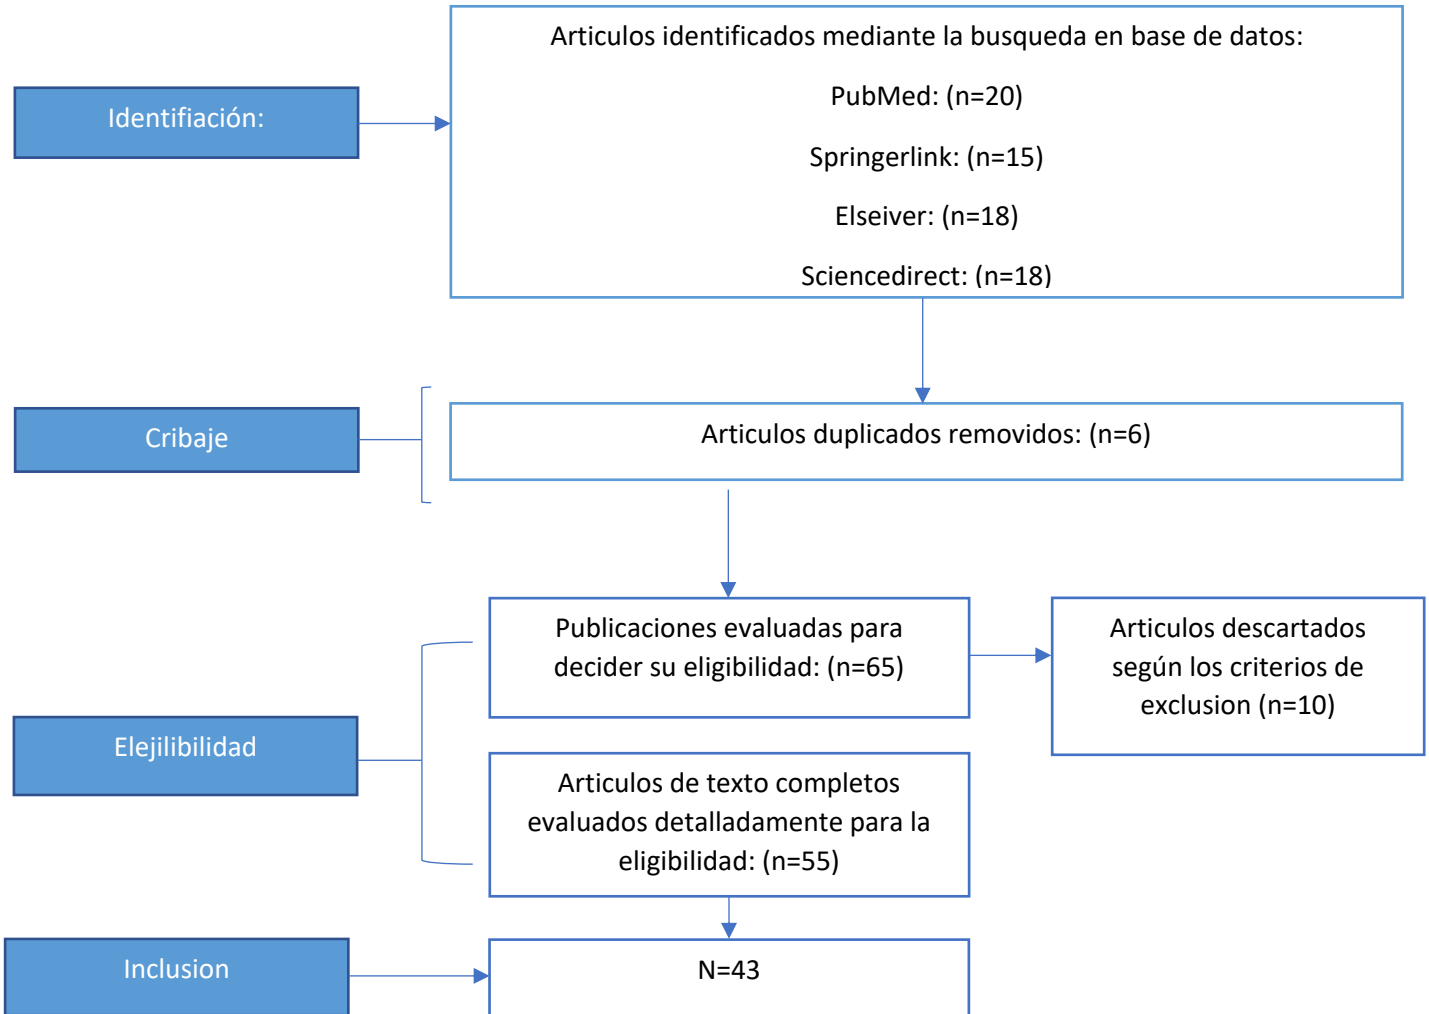 Articulos identificados mediante la busqueda en base de datos:
Identifiación:
PubMed: (n=20)
Springerlink: (n=15)
Elseiver: (n=18)
Sciencedirect: (n=18)
Cribaje
Articulos duplicados removidos: (n=6)
Elejilibilidad
Publicaciones evaluadas para
decider su eligibilidad: (n=65)
Articulos descartados
según los criterios de
exclusion (n=10)
Articulos de texto completos
evaluados detalladamente para la
eligibilidad: (n=55)
Inclusion
N=43